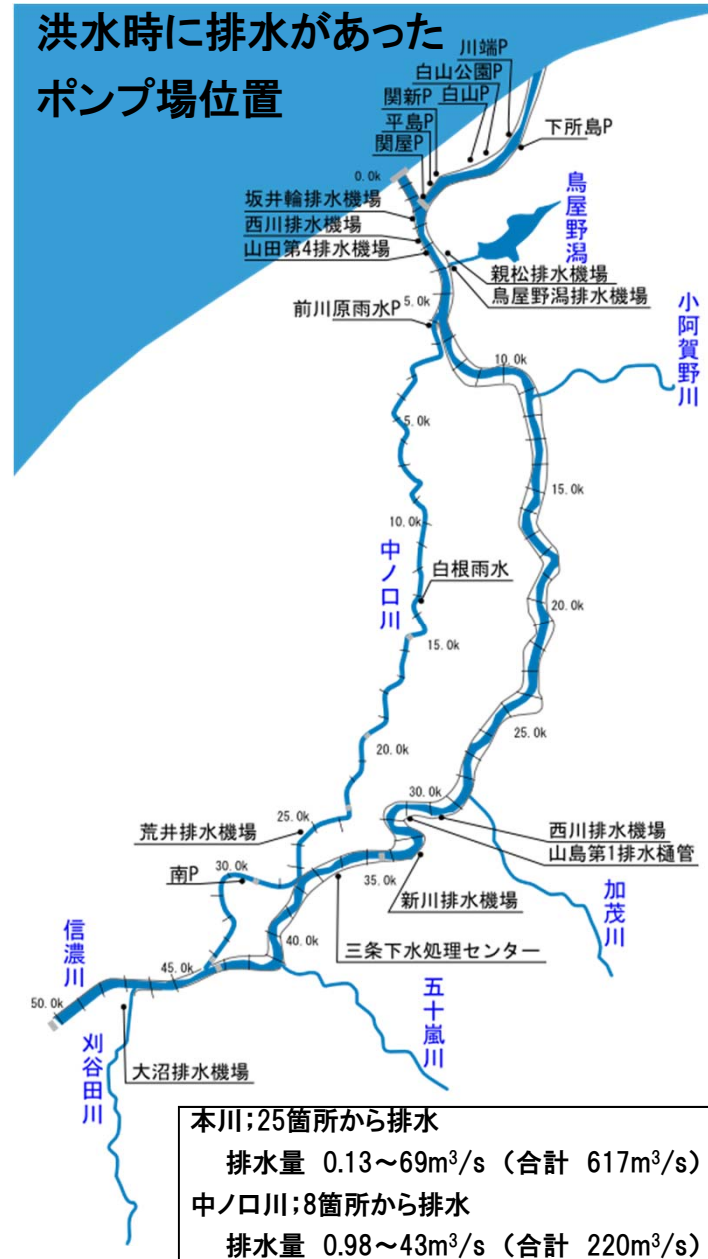 洪水時に排水があった
ポンプ場位置
川端P
白山公園P
白山P
関新P
平島P
関屋P
下所島P
0.0k
坂井輪排水機場
西川排水機場
山田第4排水機場
鳥屋野潟
親松排水機場
鳥屋野潟排水機場
5.0k
前川原雨水P
小阿賀野川
10.0k
5.0k
15.0k
10.0k
中ノ口川
白根雨水
20.0k
15.0k
25.0k
20.0k
30.0k
25.0k
荒井排水機場
西川排水機場
山島第1排水樋管
30.0k
南P
35.0k
新川排水機場
加茂川
40.0k
三条下水処理センター
信濃川
45.0k
五十嵐川
50.0k
刈谷田川
大沼排水機場
本川;25箇所から排水
排水量 0.13～69m³/s (合計 617m³/s)
中ノ口川;8箇所から排水
排水量 0.98～43m³/s (合計 220m³/s)